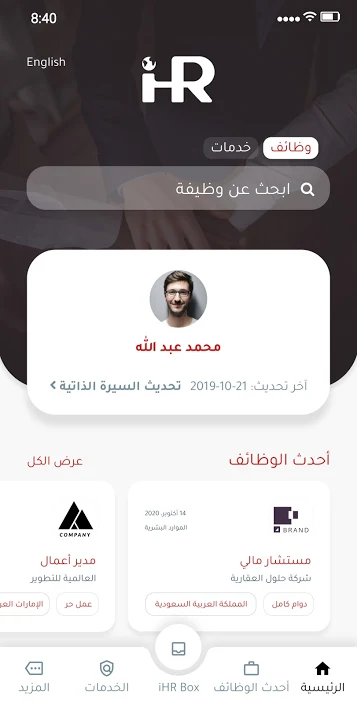 8:40
English
iHR
وظائف
خدمات
ابحث عن وظيفة
محمد عبد الله
آخر تحديث: 21-10-2019
تحديث السيرة الذاتية
أحدث الوظائف
عرض الكل
BRAND
14 أكتوبر، 2020
الموارد البشرية
مستشار مالي
شركة حلول العقارية
دوام كامل
المملكة العربية السعودية
COMPANY
مدير أعمال
العالمية للتطوير
عمل حر
الإمارات العر
الرئيسية
أحدث الوظائف
iHR Box
الخدمات
المزيد